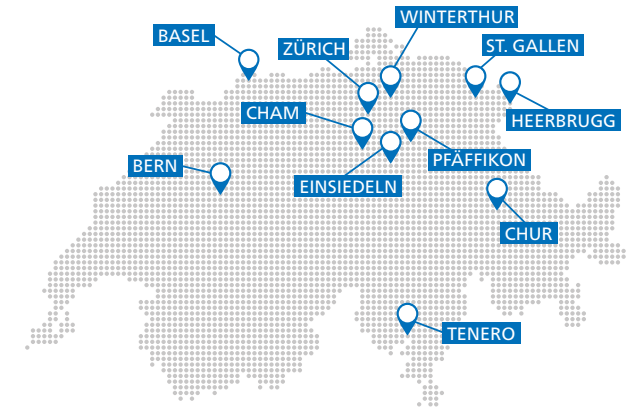 WINTERTHUR
BASEL
ZÜRICH
ST. GALLEN
CHAM
HEERBRUGG
BERN
PFÄFFIKON
EINSIEDELN
CHUR
TENERO